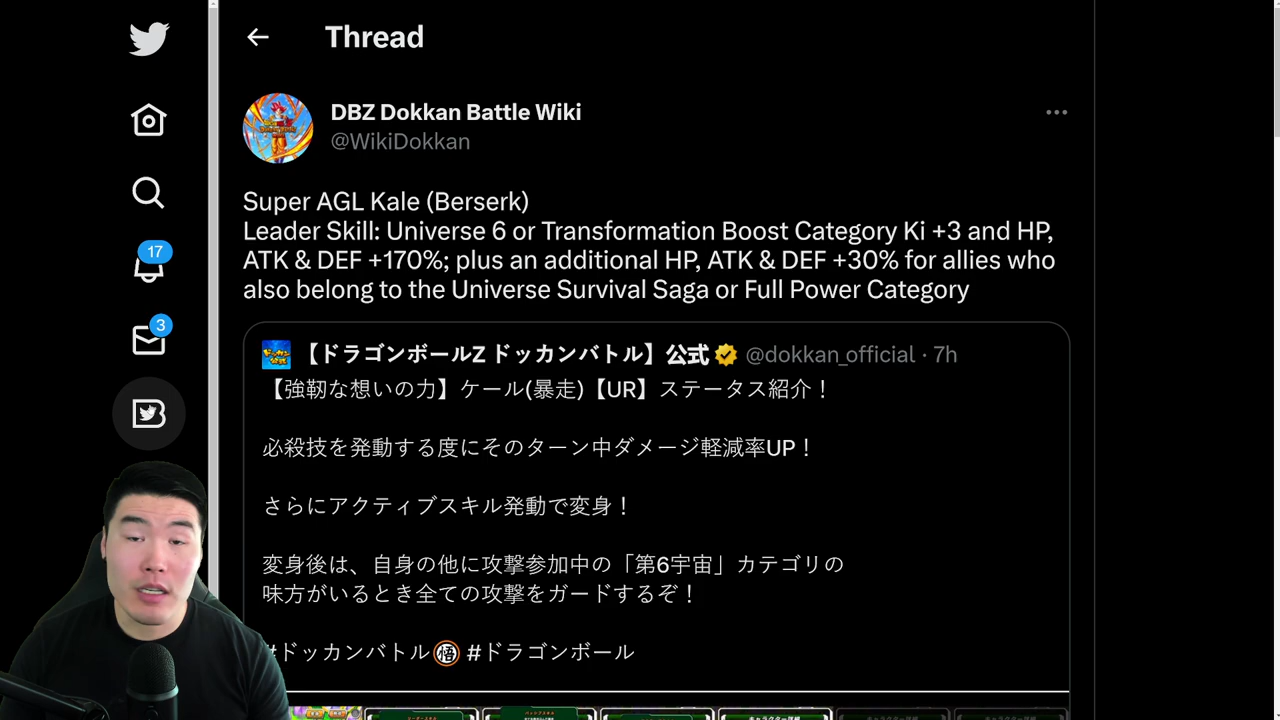 Thread
DBZ Dokkan Battle Wiki
@WikiDokkan
17
3
Super AGL Kale (Berserk)
Leader Skill: Universe 6 or Transformation Boost Category Ki +3 and HP,
ATK & DEF +170%; plus an additional HP, ATK & DEF +30% for allies who
also belong to the Universe Survival Saga or Full Power Category
【ドラゴンボールZ ドッカンバトル】公式 @dokkan_official · 7h
【強靭な想いの力】ケール(暴走)【UR】ステータス紹介！
必殺技を発動する度にそのターン中ダメージ軽減率UP！
さらにアクティブスキル発動で変身！
変身後は、自身の他に攻撃参加中の「第6宇宙」カテゴリの
味方がいるとき全ての攻撃をガードするぞ！
#ドッカンバトル #ドラゴンボール